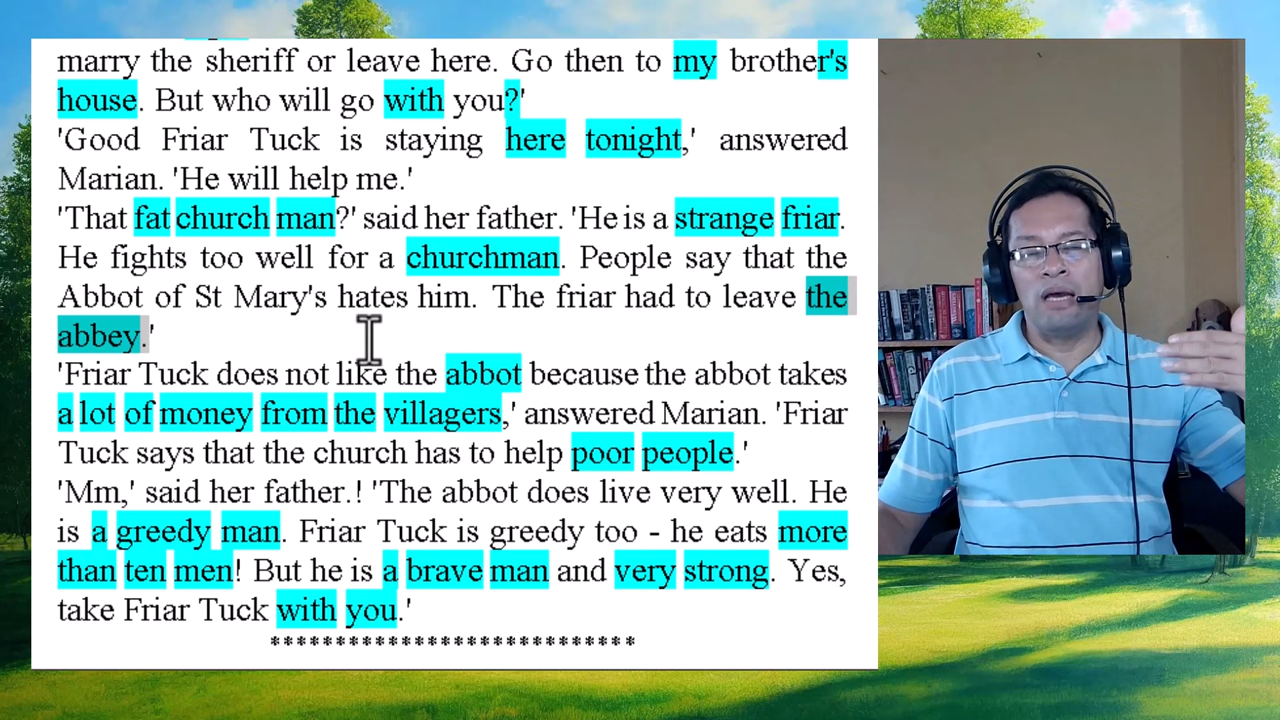 marry the sheriff or leave here. Go then to my brother's
house. But who will go with you?'
'Good Friar Tuck is staying here tonight,' answered
Marian. 'He will help me.'
'That fat church man?' said her father. 'He is a strange friar.
He fights too well for a churchman. People say that the
Abbot of St Mary's hates him. The friar had to leave the
abbey.'
'Friar Tuck does not like the abbot because the abbot takes
a lot of money from the villagers,' answered Marian. 'Friar
Tuck says that the church has to help poor people.'
'Mm,' said her father.! 'The abbot does live very well. He
is a greedy man. Friar Tuck is greedy too - he eats more
than ten men! But he is a brave man and very strong. Yes,
take Friar Tuck with you.'
****************************